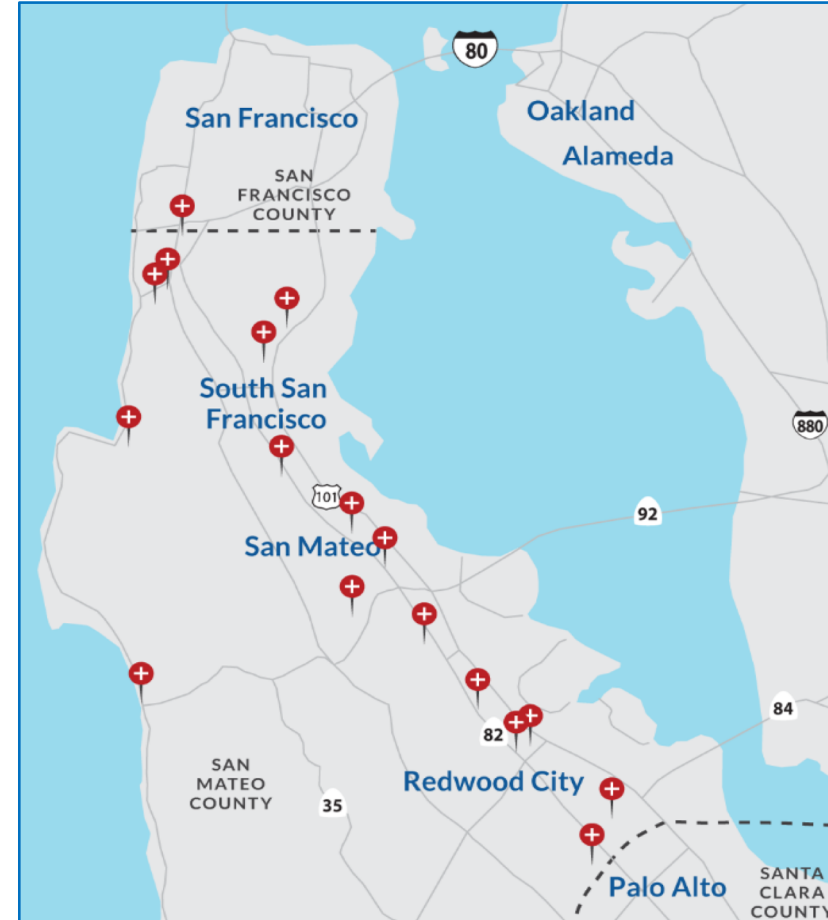 80
San Francisco
Oakland
Alameda
SAN
FRANCISCO
COUNTY
South San
Francisco
880
101
92
San Mateo
84
82
SAN
MATEO
COUNTY
35
Redwood City
Palo Alto
SANTA
CLARA
COUNTY